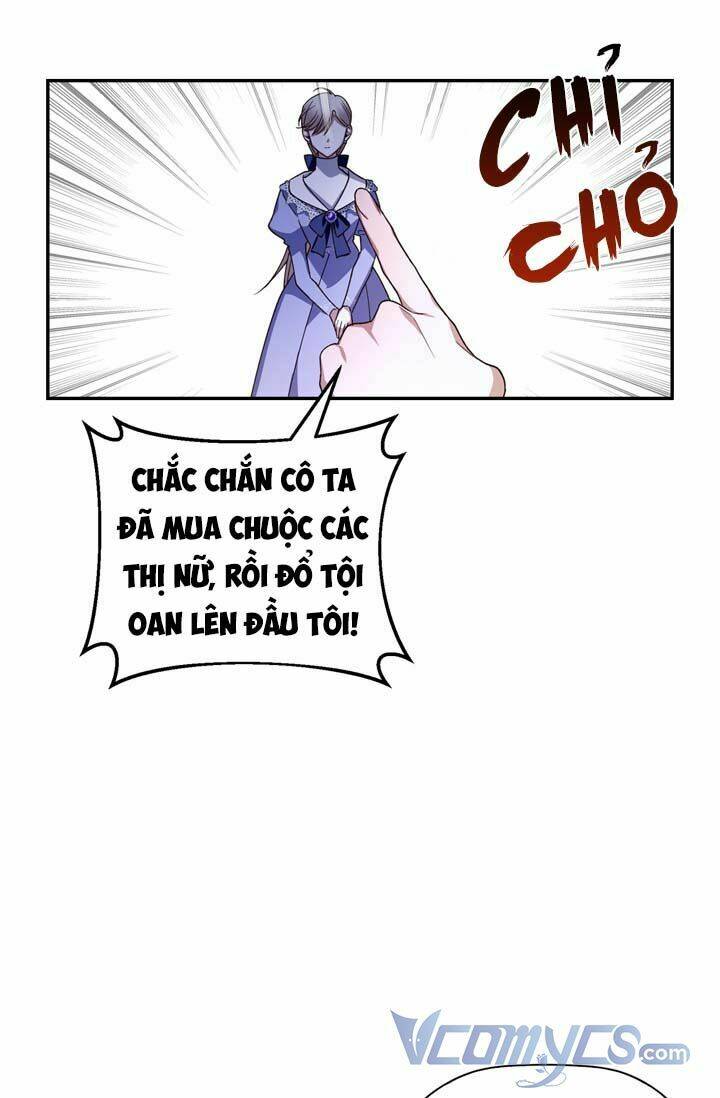 CHỈ
CHỎ
CHẮC CHẮN CÔ TA
ĐÃ MUA CHUỘC CÁC
THỊ NỮ, RỒI ĐỔ TỘI
OAN LÊN ĐẦU TÔI!
VCOMYCS.com